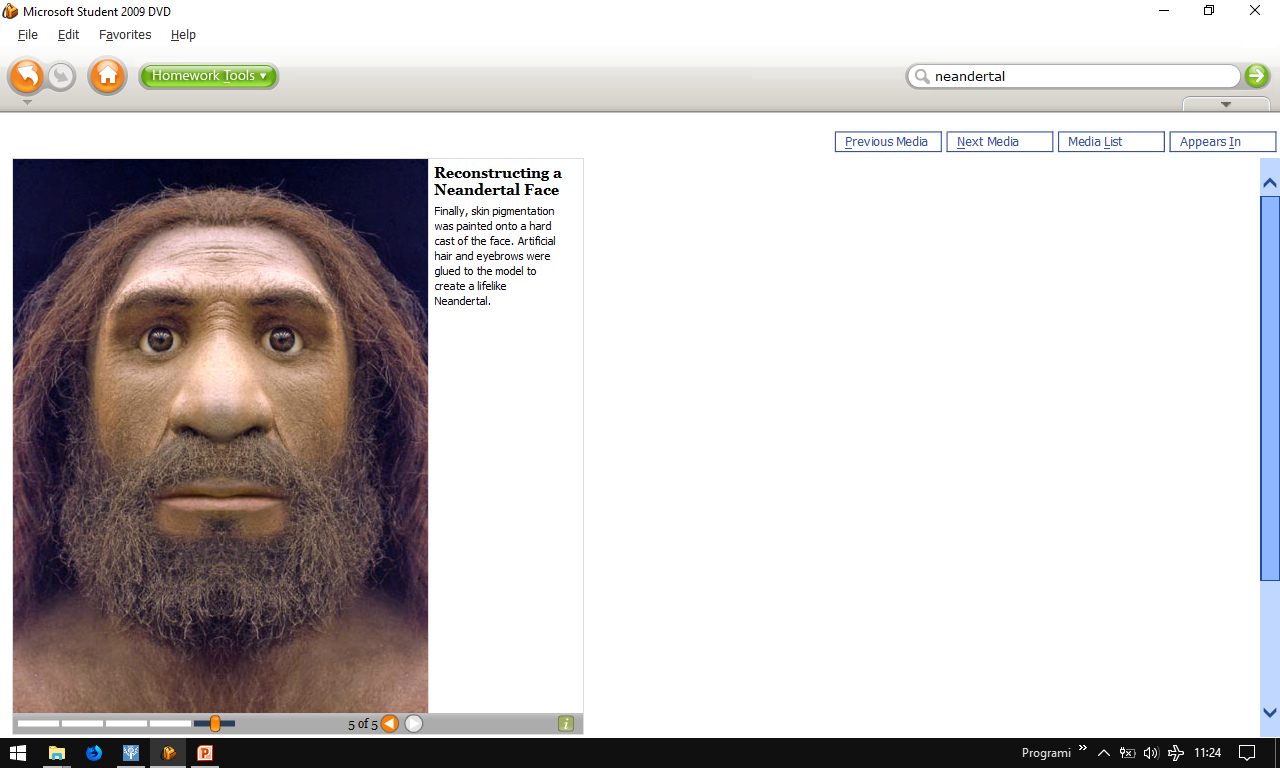 Microsoft Student 2009 DVD
File Edit Favorites Help
Homework Tools
neandertal
Previous Media Next Media Media List Appears In
Reconstructing a
Neandertal Face
Finally, skin pigmentation
was painted onto a hard
cast of the face. Artificial
hair and eyebrows were
glued to the model to
create a lifelike
Neandertal.
5 of 5
i
Programi
11:24